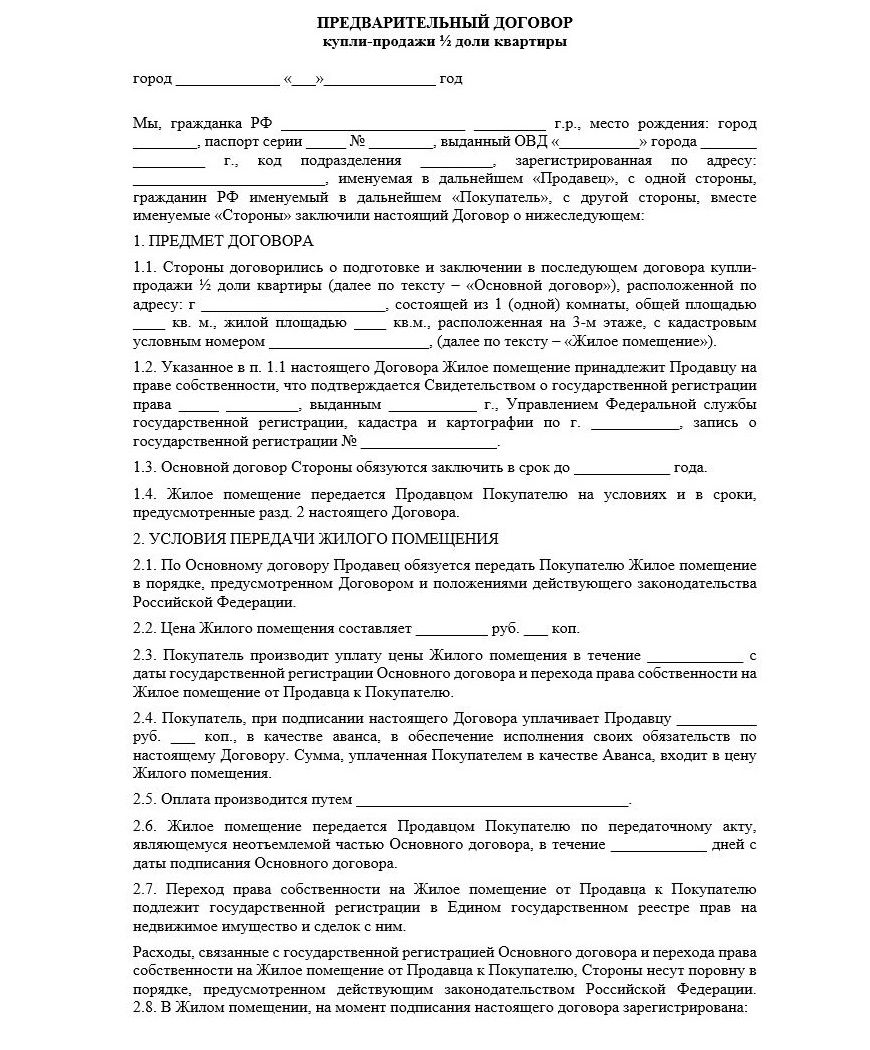 ПРЕДВАРИТЕЛЬНЫЙ ДОГОВОР
купли-продажи ½ доли квартиры
город _____________ «___»______________ год
Мы, гражданка РФ _______________________ _________ г.р., место рождения: город
________, паспорт серии _____ № ________, выданный ОВД «__________» города _______
_________ г., код подразделения _________, зарегистрированная по адресу:
________________________, именуемая в дальнейшем «Продавец», с одной стороны,
гражданин РФ именуемый в дальнейшем «Покупатель», с другой стороны, вместе
именуемые «Стороны» заключили настоящий Договор о нижеследующем:
1. ПРЕДМЕТ ДОГОВОРА
1.1. Стороны договорились о подготовке и заключении в последующем договора купли-
продажи ½ доли квартиры (далее по тексту – «Основной договор»), расположенной по
адресу: г _______________________, состоящей из 1 (одной) комнаты, общей площадью
____ кв. м., жилой площадью ____ кв.м., расположенная на 3-м этаже, с кадастровым
условным номером ____________________, (далее по тексту – «Жилое помещение»).
1.2. Указанное в п. 1.1 настоящего Договора Жилое помещение принадлежит Продавцу на
праве собственности, что подтверждается Свидетельством о государственной регистрации
права _____ _________, выданным ___________ г., Управлением Федеральной службы
государственной регистрации, кадастра и картографии по г. ___________, запись о
государственной регистрации № _________________.
1.3. Основной договор Стороны обязуются заключить в срок до ____________ года.
1.4. Жилое помещение передается Продавцом Покупателю на условиях и в сроки,
предусмотренные разд. 2 настоящего Договора.
2. УСЛОВИЯ ПЕРЕДАЧИ ЖИЛОГО ПОМЕЩЕНИЯ
2.1. По Основному договору Продавец обязуется передать Покупателю Жилое помещение
в порядке, предусмотренном Договором и положениями действующего законодательства
Российской Федерации.
2.2. Цена Жилого помещения составляет _________ руб. ___ коп.
2.3. Покупатель производит уплату цены Жилого помещения в течение ____________ с
даты государственной регистрации Основного договора и перехода права собственности на
Жилое помещение от Продавца к Покупателю.
2.4. Покупатель, при подписании настоящего Договора уплачивает Продавцу __________
руб. ___ коп., в качестве аванса, в обеспечение исполнения своих обязательств по
настоящему Договору. Сумма, уплаченная Покупателем в качестве Аванса, входит в цену
Жилого помещения.
2.5. Оплата производится путем __________________________________.
2.6. Жилое помещение передается Продавцом Покупателю по передаточному акту,
являющемуся неотъемлемой частью Основного договора, в течение ____________ дней с
даты подписания Основного договора.
2.7. Переход права собственности на Жилое помещение от Продавца к Покупателю
подлежит государственной регистрации в Едином государственном реестре прав на
недвижимое имущество и сделок с ним.
Расходы, связанные с государственной регистрацией Основного договора и перехода права
собственности на Жилое помещение от Продавца к Покупателю, Стороны несут поровну в
порядке, предусмотренном действующим законодательством Российской Федерации.
2.8. В Жилом помещении, на момент подписания настоящего договора зарегистрирована: